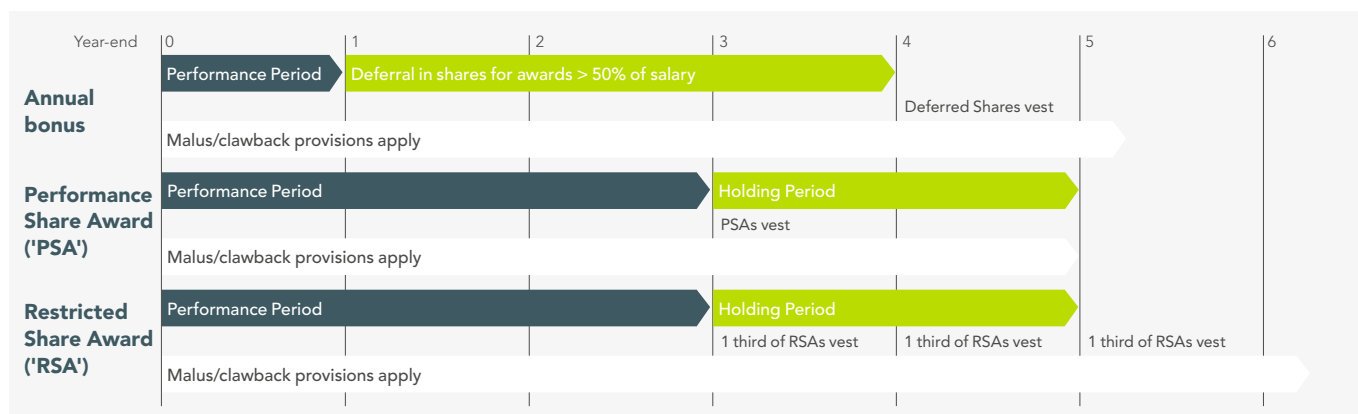 Year-end 0 1 2 3 4 5 6
Annual
bonus
Performance Period Deferral in shares for awards > 50% of salary
Deferred Shares vest
Malus/clawback provisions apply
Performance
Share Award
('PSA')
Performance Period Holding Period
PSAs vest
Malus/clawback provisions apply
Restricted
Share Award
('RSA')
Performance Period Holding Period
1 third of RSAs vest 1 third of RSAs vest 1 third of RSAs vest
Malus/clawback provisions apply